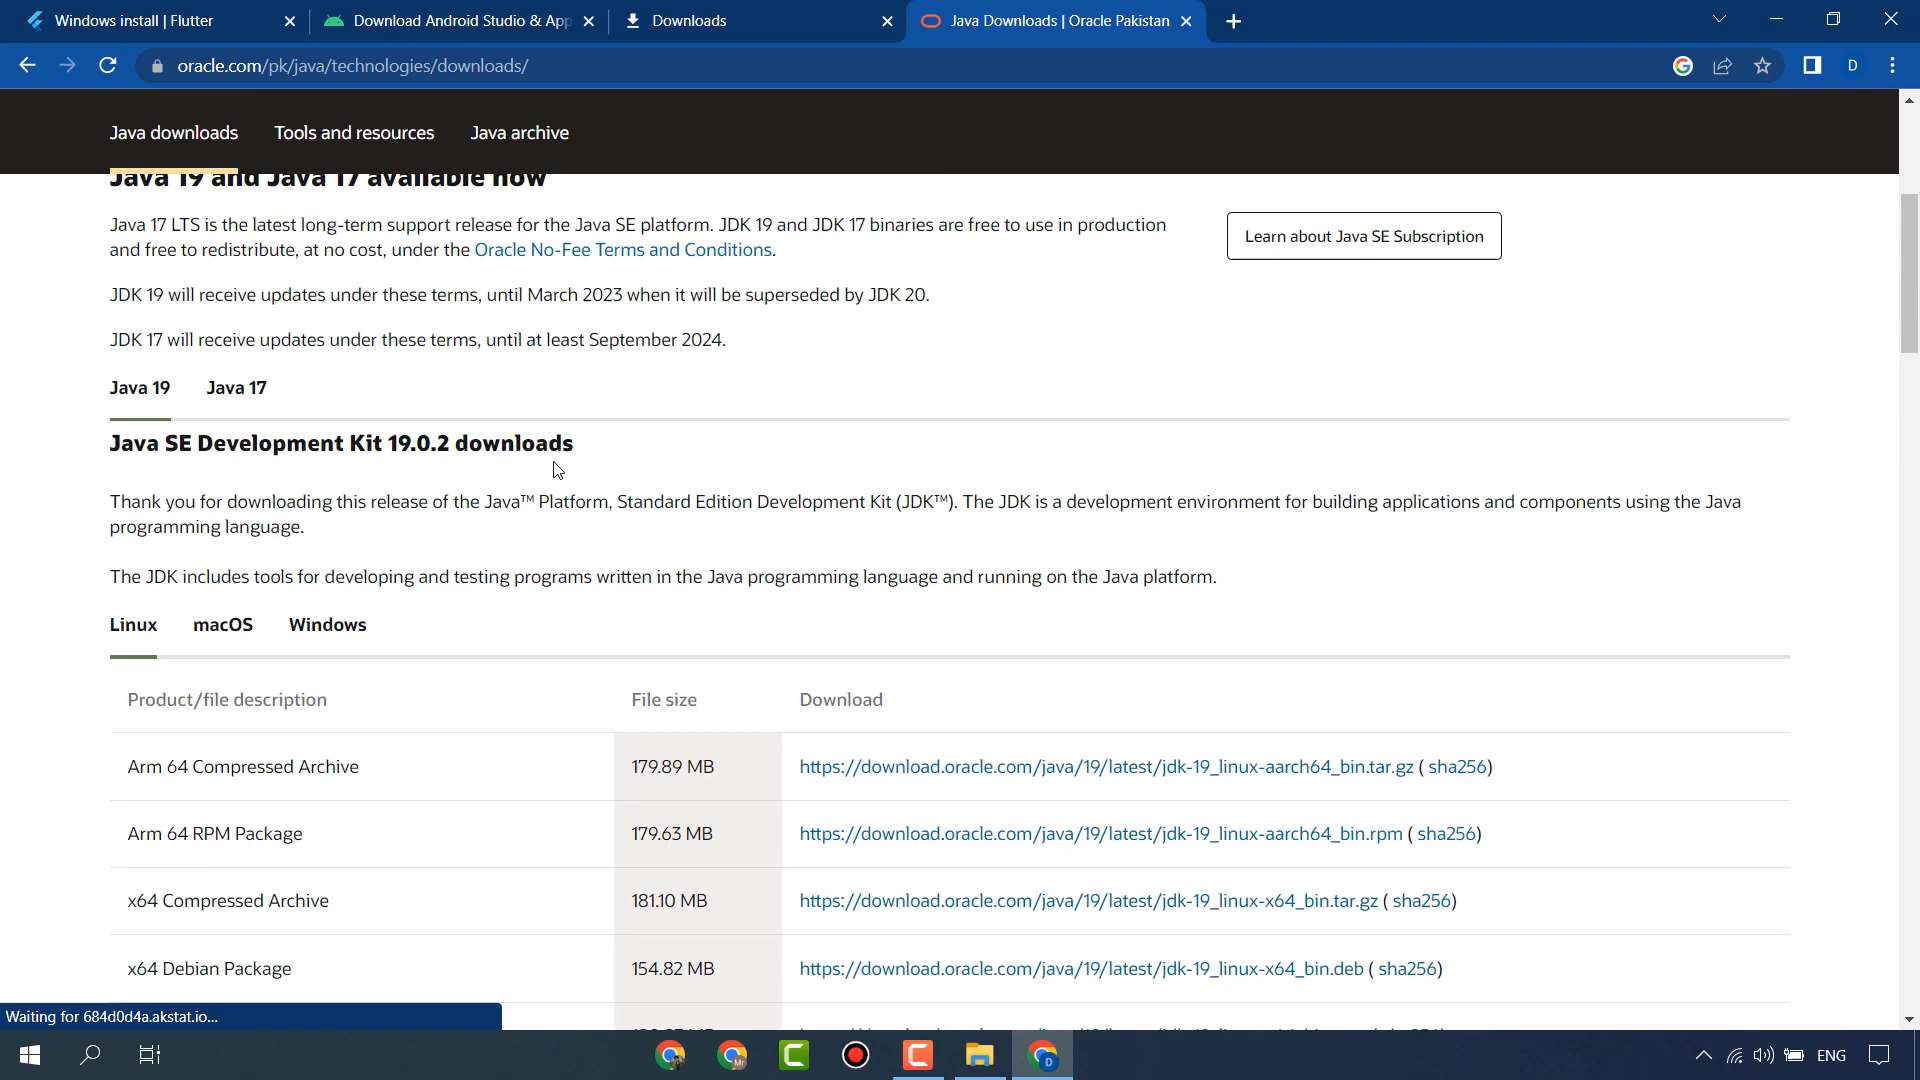 Windows install | Flutter
Download Android Studio & App
Downloads
Java Downloads | Oracle Pakistan
oracle.com/pk/java/technologies/downloads/
D
Java downloads
Tools and resources
Java archive
Java 19 and Java 17 available now
Java 17 LTS is the latest long-term support release for the Java SE platform. JDK 19 and JDK 17 binaries are free to use in production
and free to redistribute, at no cost, under the Oracle No-Fee Terms and Conditions.
Learn about Java SE Subscription
JDK 19 will receive updates under these terms, until March 2023 when it will be superseded by JDK 20.
JDK 17 will receive updates under these terms, until at least September 2024.
Java 19
Java 17
Java SE Development Kit 19.0.2 downloads
Thank you for downloading this release of the Java™ Platform, Standard Edition Development Kit (JDK™). The JDK is a development environment for building applications and components using the Java
programming language.
The JDK includes tools for developing and testing programs written in the Java programming language and running on the Java platform.
Linux
macOS
Windows
Product/file description
File size
Download
Arm 64 Compressed Archive
179.89 MB
https://download.oracle.com/java/19/latest/jdk-19_linux-aarch64_bin.tar.gz ( sha256)
Arm 64 RPM Package
179.63 MB
https://download.oracle.com/java/19/latest/jdk-19_linux-aarch64_bin.rpm ( sha256)
x64 Compressed Archive
181.10 MB
https://download.oracle.com/java/19/latest/jdk-19_linux-x64_bin.tar.gz ( sha256)
x64 Debian Package
154.82 MB
https://download.oracle.com/java/19/latest/jdk-19_linux-x64_bin.deb ( sha256)
Waiting for 684d0d4a.akstat.io...
ENG